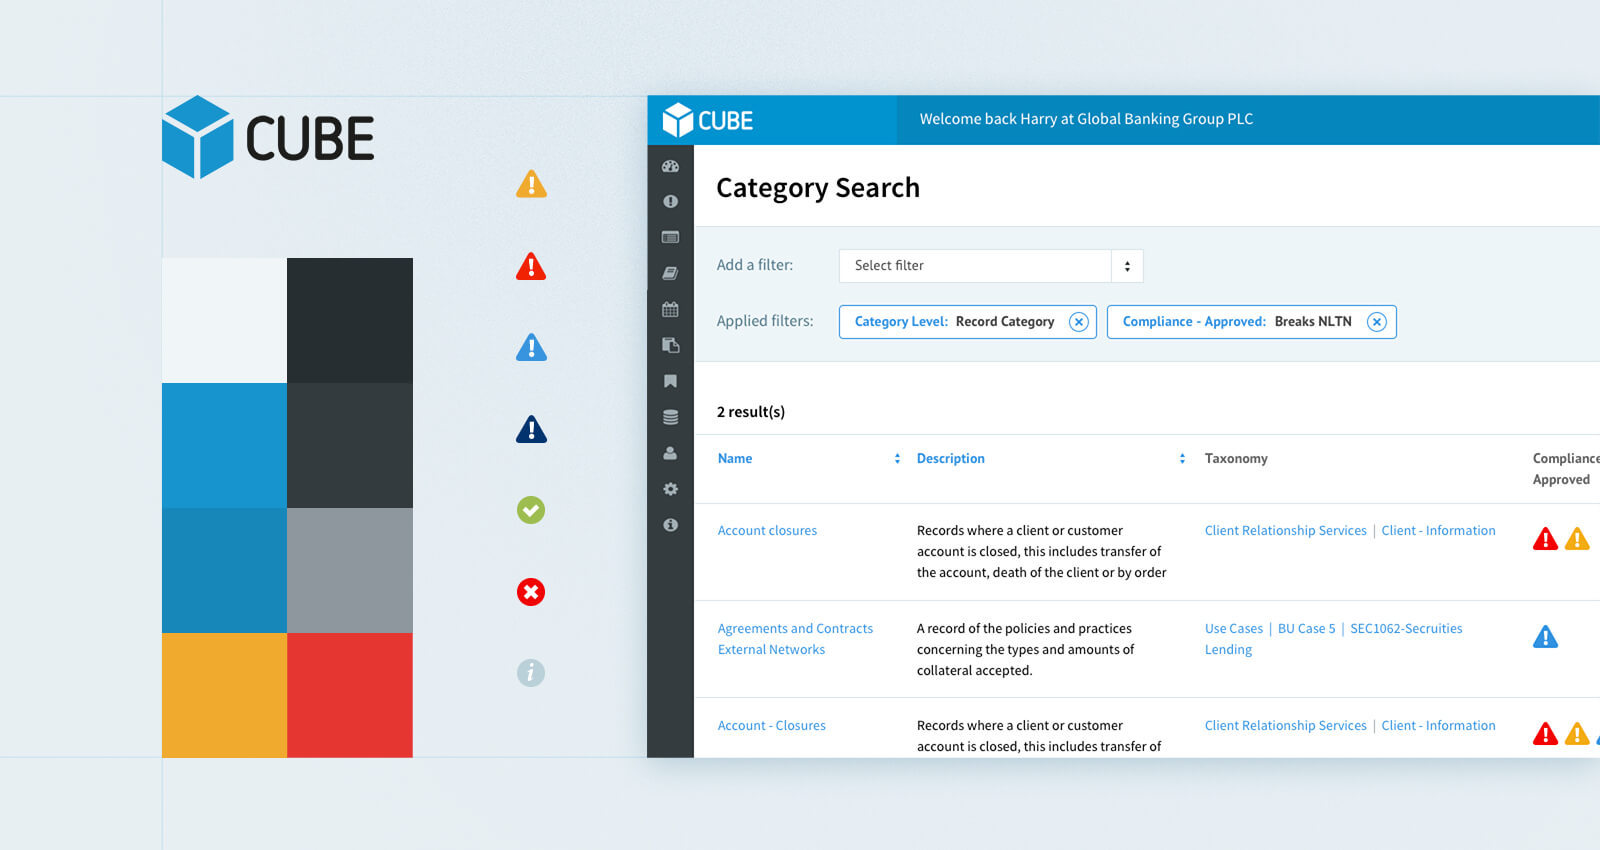 CUBE
CUBE
Welcome back Harry at Global Banking Group PLC
Category Search
Add a filter:
Select filter
Applied filters:
Category Level: Record Category
Compliance - Approved: Breaks NLTN
2 result(s)
Name
Description
Taxonomy
Compliance
Approved
Account closures
Records where a client or customer
account is closed, this includes transfer of
the account, death of the client or by order
Client Relationship Services | Client - Information
Agreements and Contracts
External Networks
A record of the policies and practices
concerning the types and amounts of
collateral accepted.
Use Cases | BU Case 5 | SEC1062-Secruities
Lending
Account - Closures
Records where a client or customer
account is closed, this includes transfer of
Client Relationship Services | Client - Information